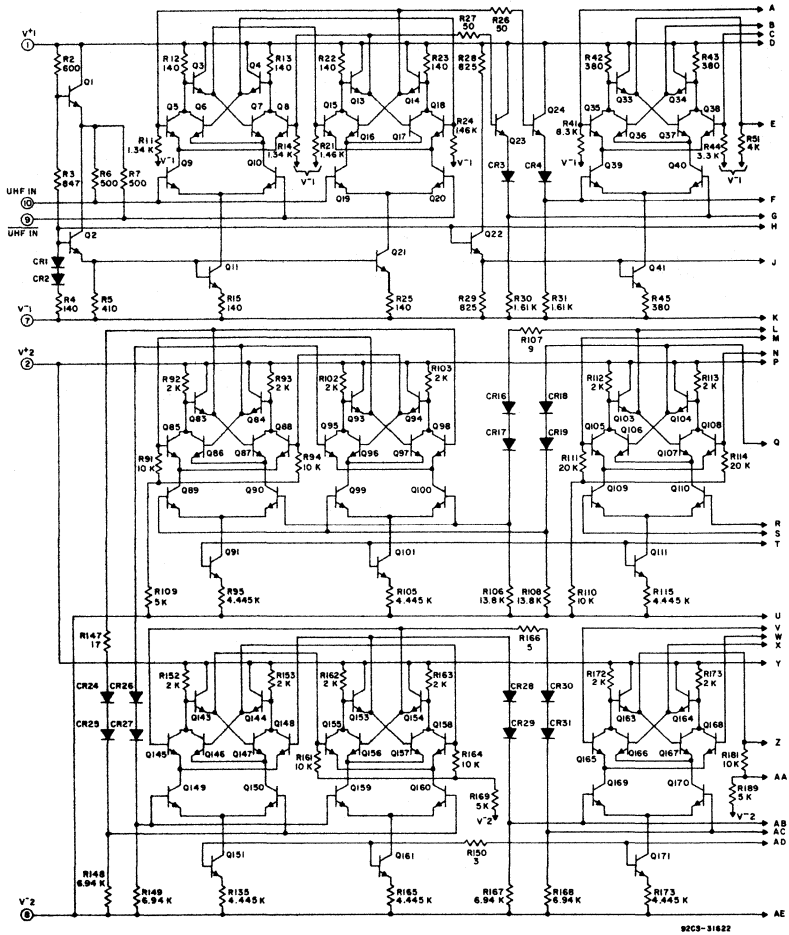 V+1
1
R2
600
Q1
R12
140
Q3
Q4
R13
140
R22
140
Q13
Q14
R23
140
R27
50
R26
50
R28
825
R42
380
Q33
Q34
R43
380
A
B
C
D
Q5
Q6
Q7
Q8
Q15
Q16
Q17
Q18
Q23
Q24
Q35
Q36
Q37
Q38
E
R11
1.34 K
V-1
R14
1.34 K
R21
1.46 K
V-1
R24
146 K
V-1
R41
8.3 K
V-1
R44
3.3 K
R51
4 K
V-1
R3
847
R6
500
R7
500
Q9
Q10
Q19
Q20
CR3
CR4
Q39
Q40
UHF IN
10
F
9
G
UHF IN
H
Q2
Q22
J
CR1
CR2
R4
140
R5
410
Q11
R15
140
Q21
R25
140
R29
825
R30
1.61K
R31
1.61K
Q41
R45
380
V-1
7
K
L
R107
9
M
N
V+2
2
P
R92
2 K
Q83
Q84
R93
2 K
R102
2 K
Q93
Q94
R103
2 K
CR16
CR18
CR17
CR19
R112
2 K
Q103
Q104
R113
2 K
Q85
Q86
Q87
Q88
Q95
Q96
Q97
Q98
Q105
Q106
Q107
Q108
Q
R91
10 K
R94
10 K
R111
20 K
R114
20 K
Q89
Q90
Q99
Q100
Q109
Q110
R
S
T
Q91
Q101
Q111
R109
5 K
R95
4.445 K
R105
4.445 K
R106
13.8 K
R108
13.8 K
R110
10 K
R115
4.445 K
U
V
R147
17
R166
5
W
X
Y
CR24
CR26
CR25
CR27
R152
2 K
Q143
Q144
R153
2 K
R162
2 K
Q153
Q154
R163
2 K
CR28
CR30
CR29
CR31
R172
2 K
Q163
Q164
R173
2 K
Q145
Q146
Q147
Q148
Q155
Q156
Q157
Q158
Q165
Q166
Q167
Q168
Z
R161
10 K
R164
10 K
R181
10 K
AA
Q149
Q150
Q159
Q160
R169
5 K
V-2
Q169
Q170
R189
5 K
V-2
AB
AC
AD
R150
3
Q151
Q161
Q171
R148
6.94 K
R149
6.94 K
R135
4.445 K
R165
4.445 K
R167
6.94 K
R168
6.94 K
R173
4.445 K
V-2
8
AE
92CS-31622